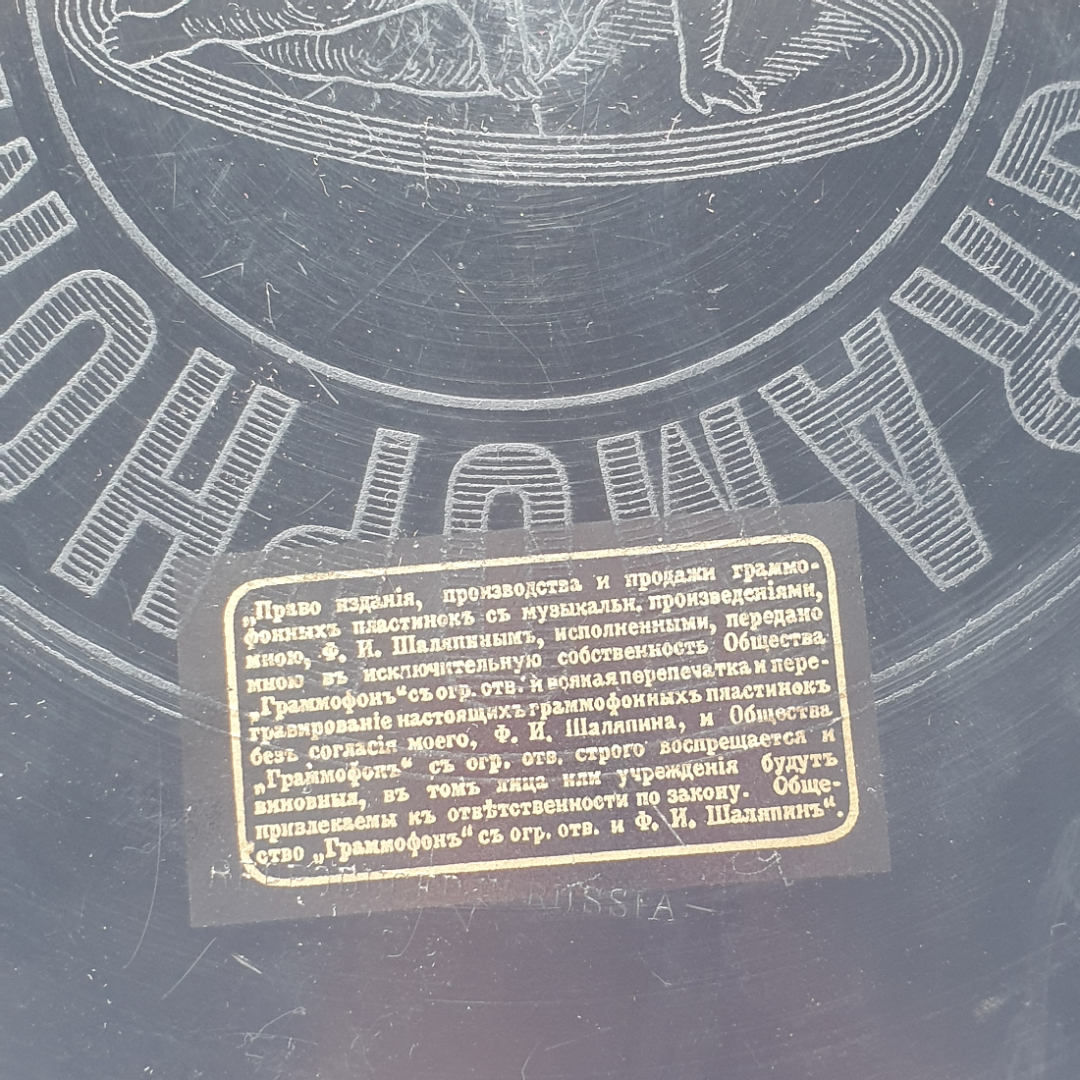 „Право изданія, производства и продажи граммо-
фонныхъ пластинокъ съ музыкальн. произведеніями,
мною, Ф. И. Шаляпинымъ, исполненными, передано
мною въ исключительную собственность Общества
„Граммофонъ“ съ огр. отв. и всякая перепечатка и пере-
гравированіе настоящихъ граммофонныхъ пластинокъ
безъ согласія моего, Ф. И. Шаляпина, и Общества
„Граммофонъ“ съ огр. отв. строго воспрещается и
виновныя, въ томъ лица или учрежденія будутъ
привлекаемы къ отвѣтственности по закону. Обще-
ство „Граммофонъ“ съ огр. отв. и Ф. И. Шаляпинъ“.
RUSSIA